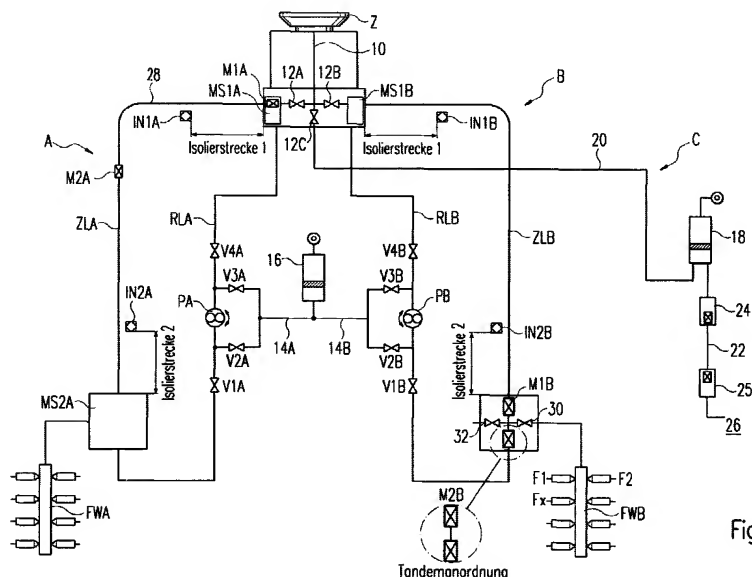 Z
10
M1A
12A
12B
MS1A
MS1B
28
B
IN1A
IN1B
12C
Isolierstrecke 1
Isolierstrecke 1
A
20
C
M2A
RLA
RLB
18
ZLA
ZLB
V4A
16
V4B
V3A
V3B
24
PA
PB
IN2A
IN2B
22
14A
14B
Isolierstrecke 2
Isolierstrecke 2
V2A
V2B
25
V1A
V1B
M1B
MS2A
30
32
26
M2B
F1
F2
Fx
FWA
FWB
Fig
Tandemanordnung